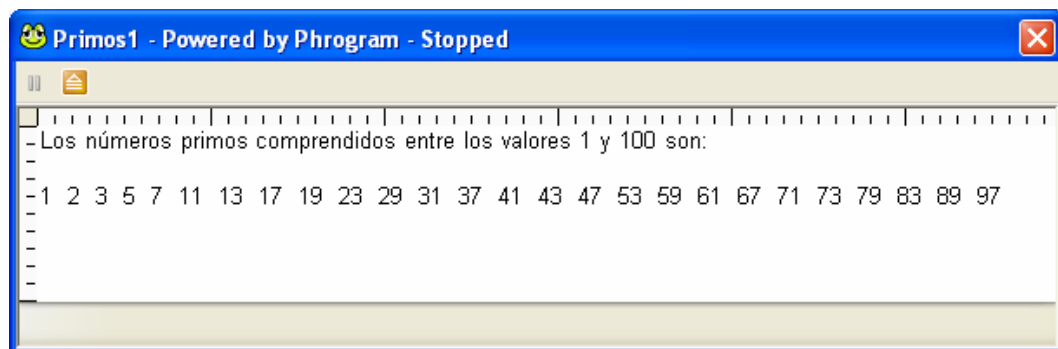 Primos1 - Powered by Phrogram - Stopped
Los números primos comprendidos entre los valores 1 y 100 son:
1 2 3 5 7 11 13 17 19 23 29 31 37 41 43 47 53 59 61 67 71 73 79 83 89 97